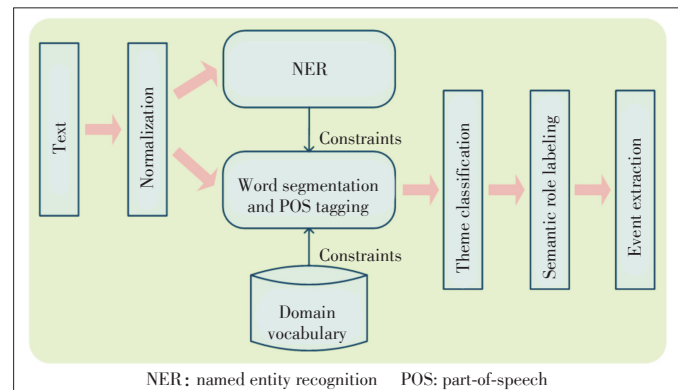 Text
Normalization
NER
Constraints
Word segmentation
and POS tagging
Constraints
Domain
vocabulary
Theme classification
Semantic role labeling
Event extraction
NER: named entity recognition POS: part-of-speech